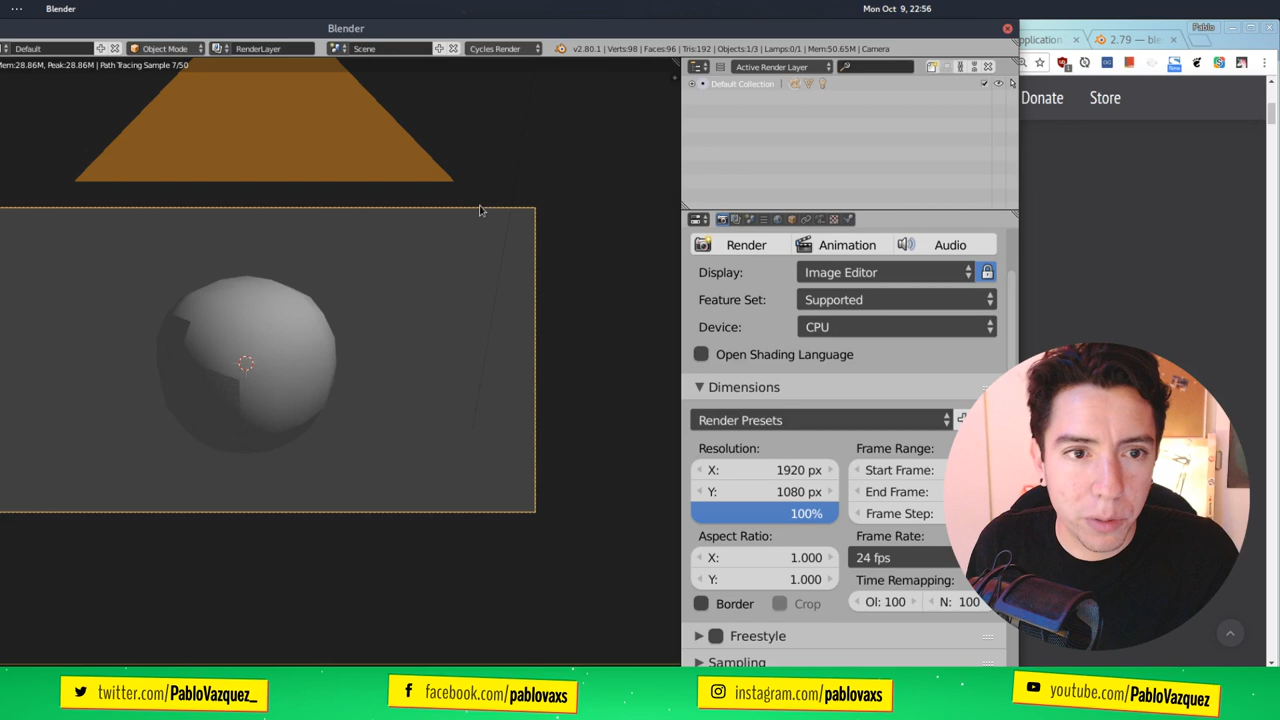 Blender
Mon Oct 9, 22:56
Blender
Pablo
Default
Object Mode
RenderLayer
Scene
Cycles Render
v2.80.1 | Verts:98 | Faces:96 | Tris:192 | Objects:1/3 | Lamps:0/1 | Mem:50.65M | Camera
plication
2.79 — ble
Mem:28.86M, Peak:28.86M | Path Tracing Sample 7/50
Active Render Layer
Default Collection
Donate
Store
Render
Animation
Audio
Display:
Image Editor
Feature Set:
Supported
Device:
CPU
Open Shading Language
Dimensions
Render Presets
Resolution:
Frame Range:
X: 1920 px
Start Frame:
Y: 1080 px
End Frame:
100%
Frame Step:
Aspect Ratio:
Frame Rate:
X: 1.000
24 fps
Y: 1.000
Time Remapping:
Border
Crop
Ol: 100
N: 100
Freestyle
Sampling
twitter.com/PabloVazquez_
facebook.com/pablovaxs
instagram.com/pablovaxs
youtube.com/PabloVazquez